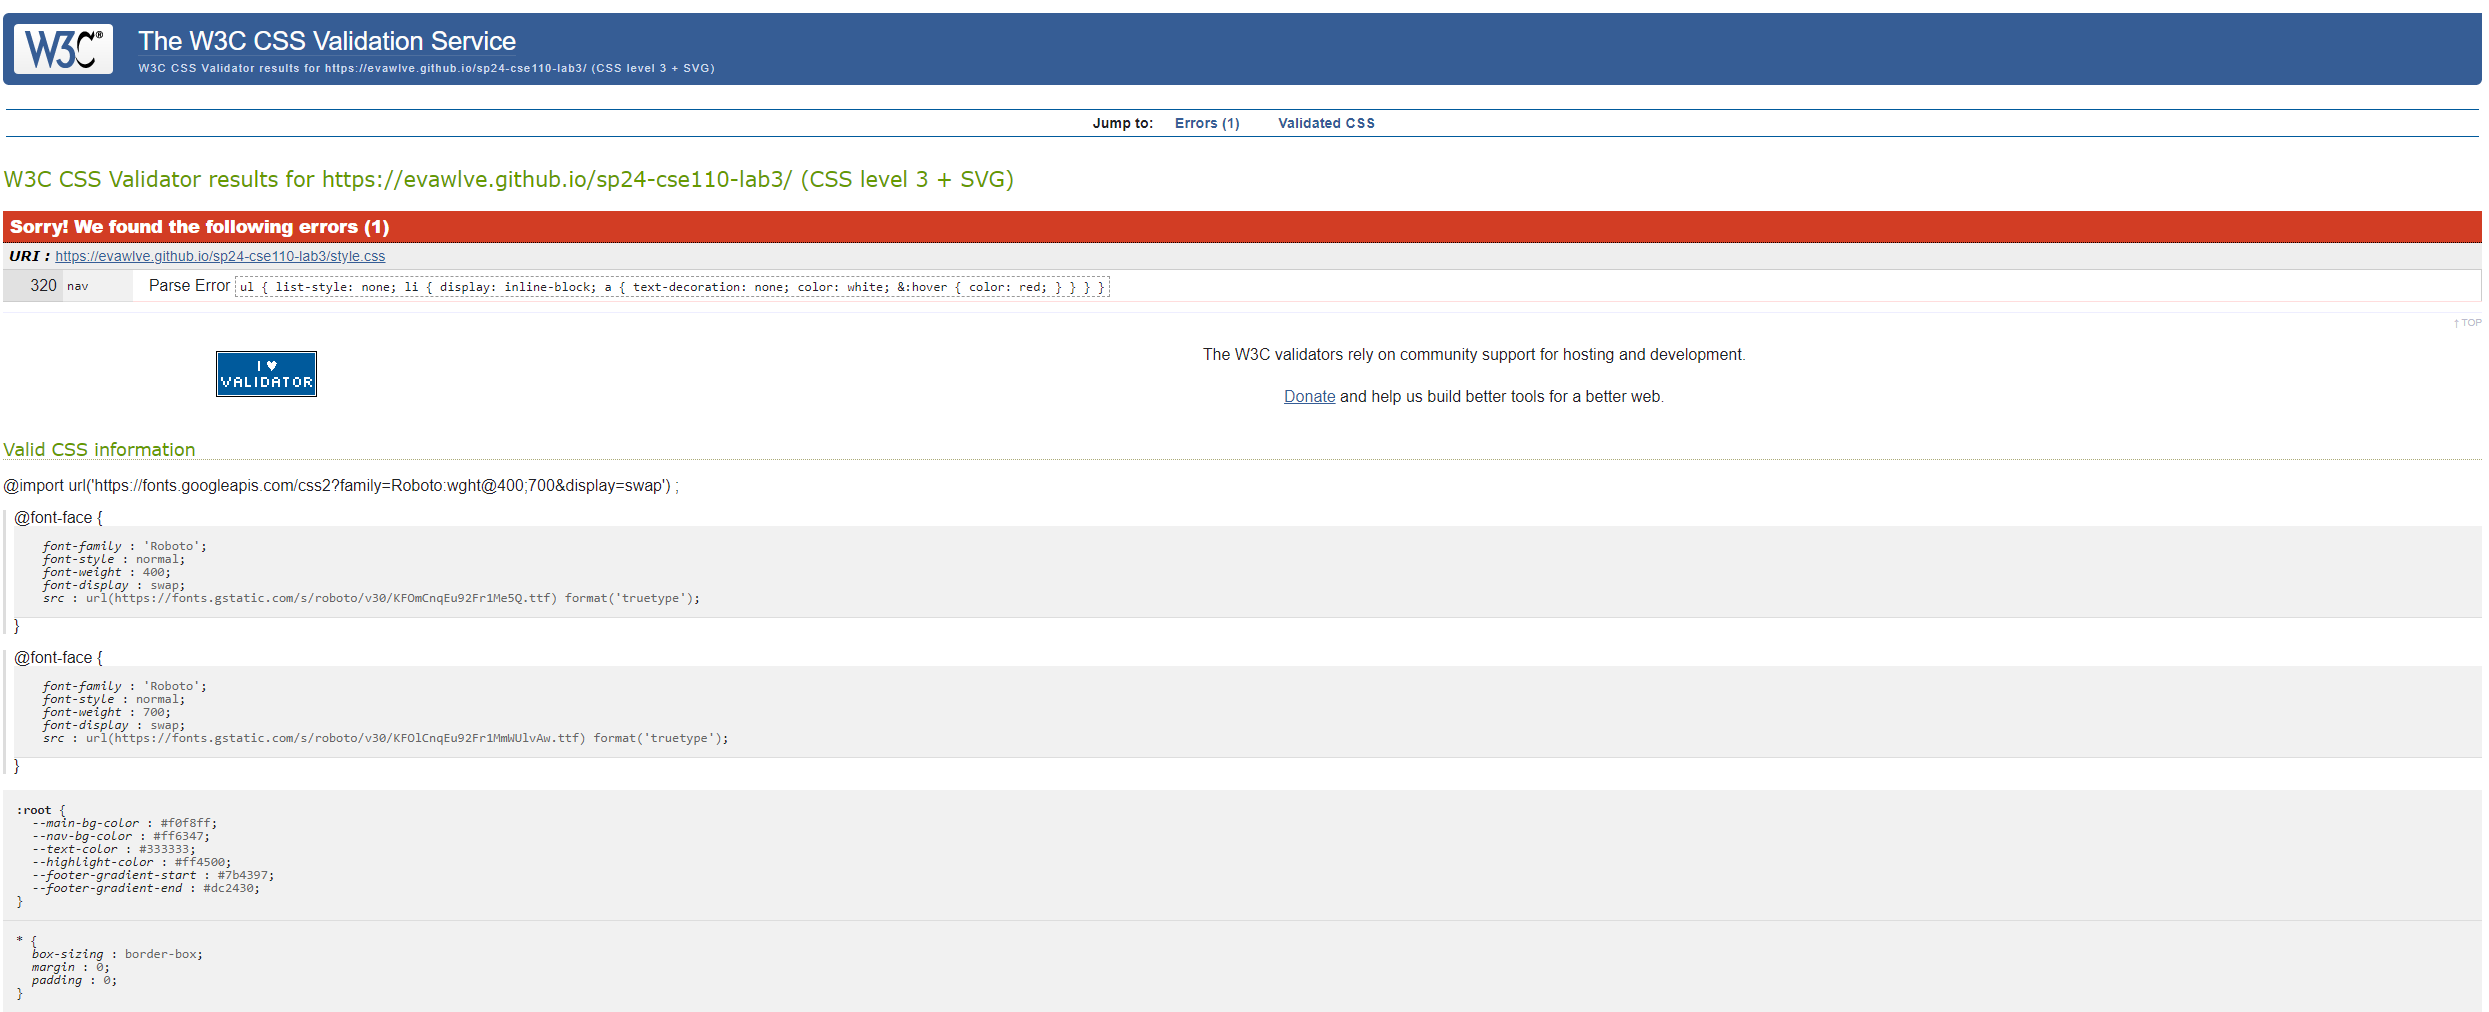 W3C®
The W3C CSS Validation Service
W3C CSS Validator results for https://evawlve.github.io/sp24-cse110-lab3/ (CSS level 3 + SVG)
Jump to: Errors (1) Validated CSS
W3C CSS Validator results for https://evawlve.github.io/sp24-cse110-lab3/ (CSS level 3 + SVG)
Sorry! We found the following errors (1)
URI : https://evawlve.github.io/sp24-cse110-lab3/style.css
320 nav Parse Error ul { list-style: none; li { display: inline-block; a { text-decoration: none; color: white; &:hover { color: red; } } } }
↑ TOP
I ♥
VALIDATOR
The W3C validators rely on community support for hosting and development.
Donate and help us build better tools for a better web.
Valid CSS information
@import url('https://fonts.googleapis.com/css2?family=Roboto:wght@400;700&display=swap') ;
@font-face {
font-family : 'Roboto';
font-style : normal;
font-weight : 400;
font-display : swap;
src : url(https://fonts.gstatic.com/s/roboto/v30/KFOmCnqEu92Fr1Me5Q.ttf) format('truetype');
}
@font-face {
font-family : 'Roboto';
font-style : normal;
font-weight : 700;
font-display : swap;
src : url(https://fonts.gstatic.com/s/roboto/v30/KFOlCnqEu92Fr1MmWUlvAw.ttf) format('truetype');
}
:root {
--main-bg-color : #f0f8ff;
--nav-bg-color : #ff6347;
--text-color : #333333;
--highlight-color : #ff4500;
--footer-gradient-start : #7b4397;
--footer-gradient-end : #dc2430;
}
* {
box-sizing : border-box;
margin : 0;
padding : 0;
}